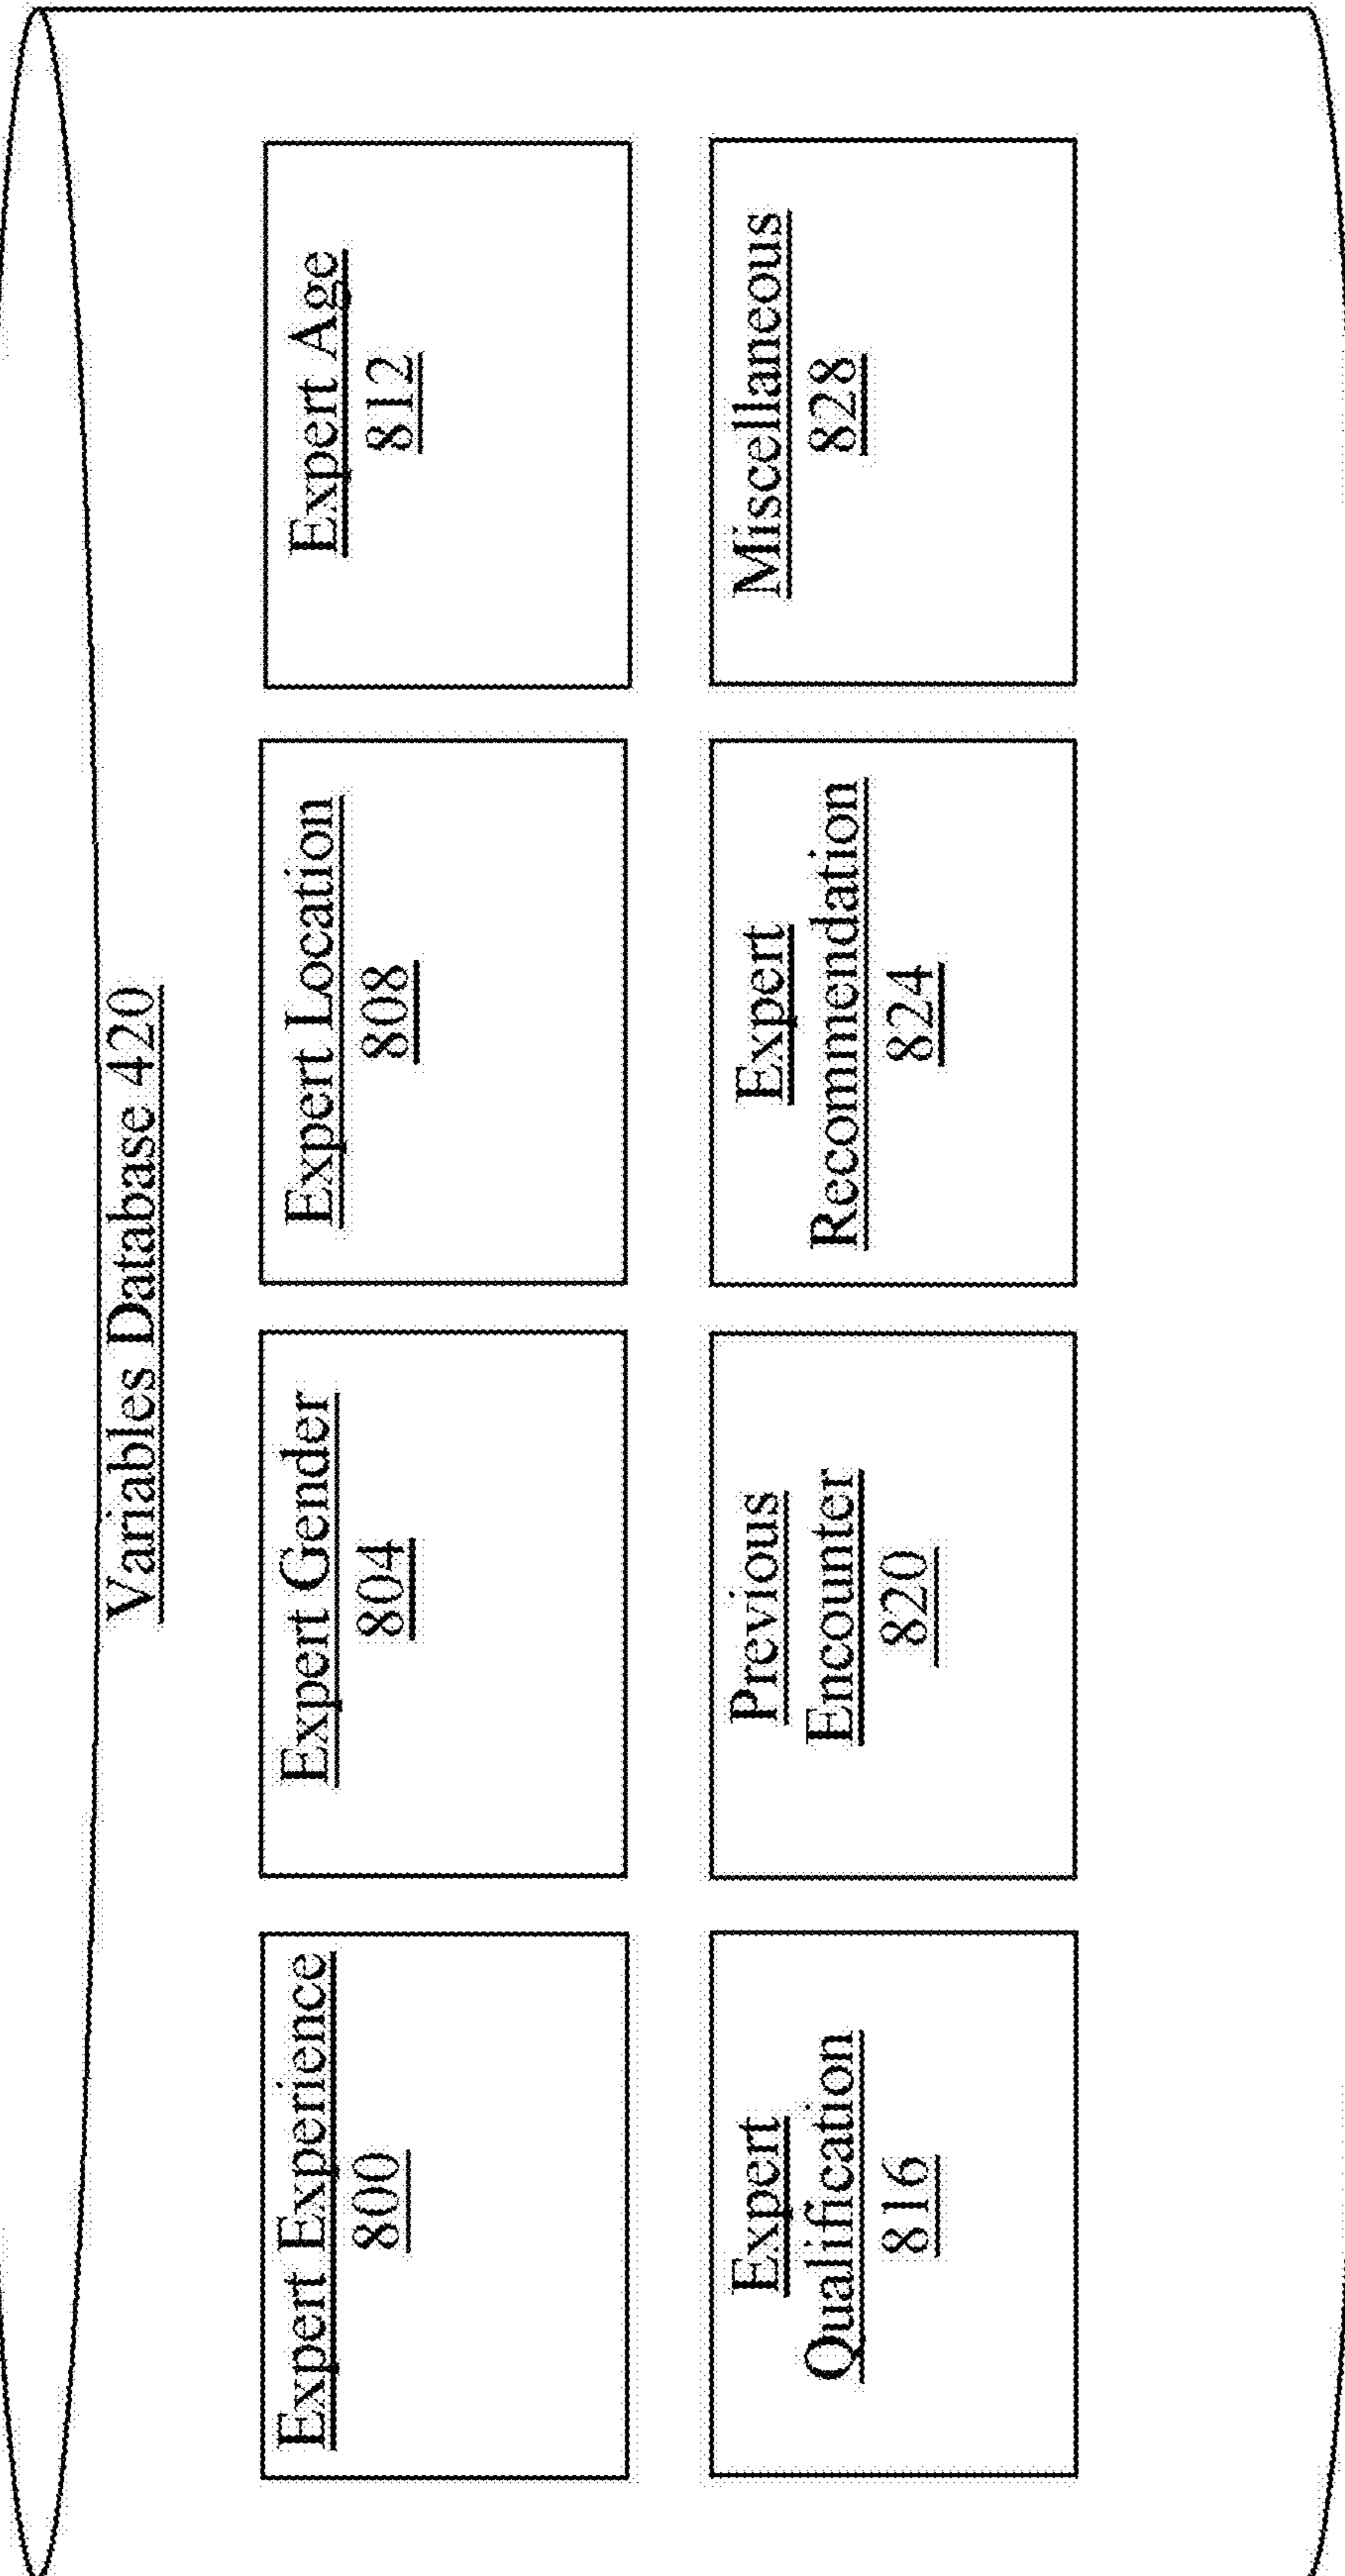 Variables Database 420
Expert Experience
800
Expert Gender
804
Expert Location
808
Expert Age
812
Expert
Qualification
816
Previous
Encounter
820
Expert
Recommendation
824
Miscellaneous
828